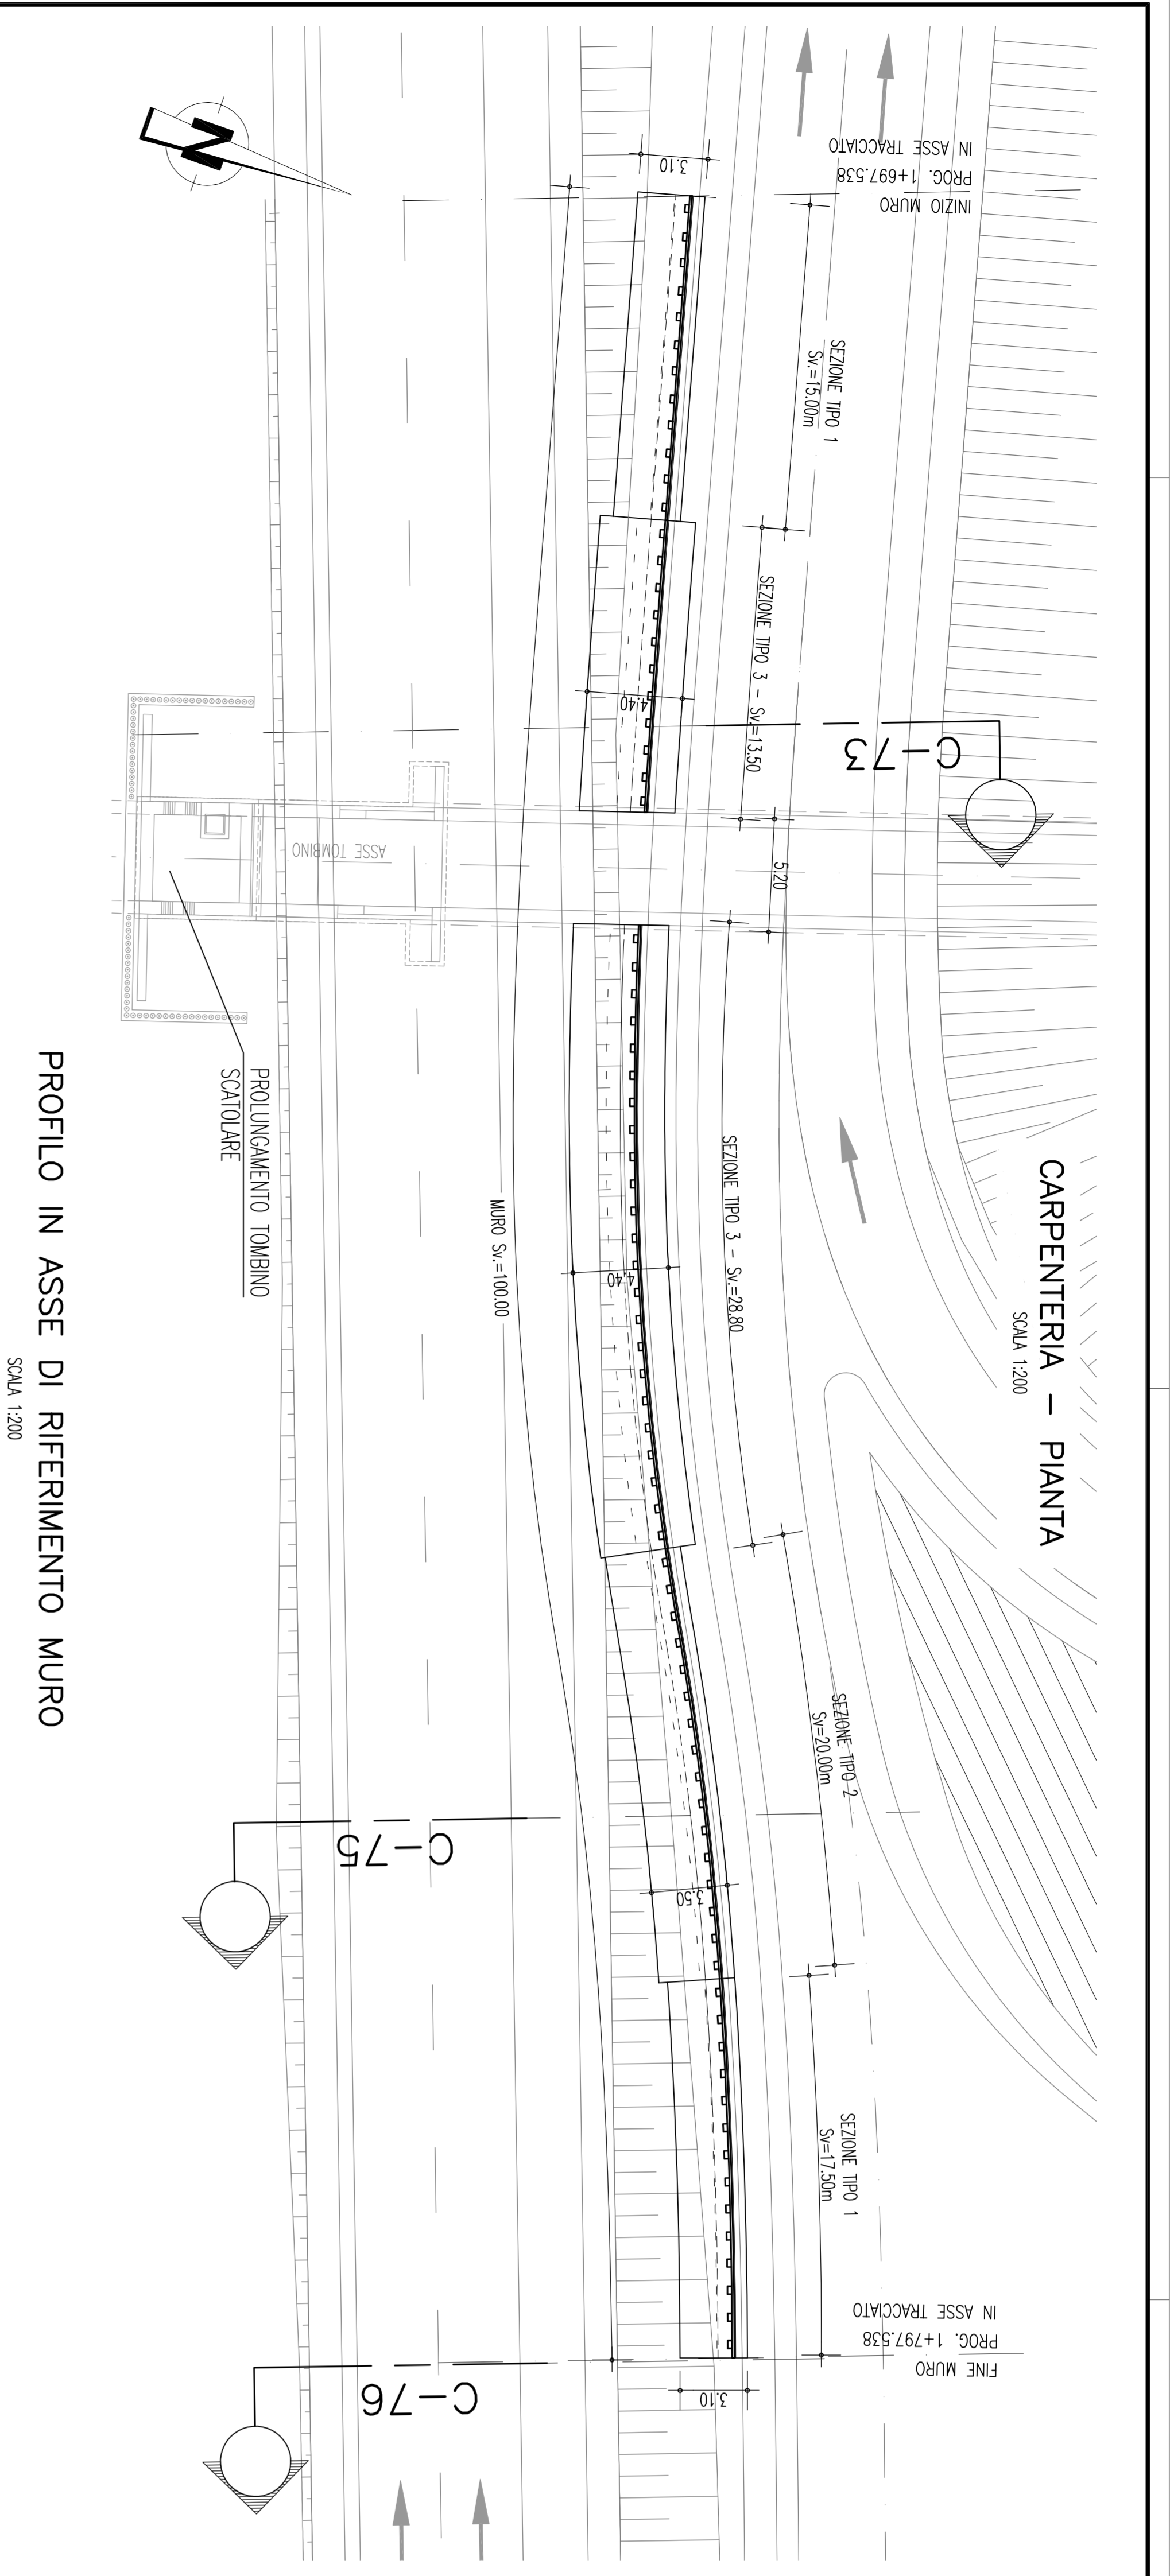 CARPENTERIA - PIANTA
SCALA 1:200
INIZIO MURO
PROG. 1+697.538
IN ASSE TRACCIATO
N
3.10
SEZIONE TIPO 1
Sv.=15.00m
SEZIONE TIPO 3 - Sv.=13.50
4.40
C-73
5.20
ASSE TOMBINO
PROLUNGAMENTO TOMBINO
SCATOLARE
MURO Sv.=100.00
SEZIONE TIPO 3 - Sv.=28.80
4.40
SEZIONE TIPO 2
Sv=20.00m
C-75
3.50
SEZIONE TIPO 1
Sv=17.50m
FINE MURO
PROG. 1+797.538
IN ASSE TRACCIATO
C-76
3.10
PROFILO IN ASSE DI RIFERIMENTO MURO
SCALA 1:200